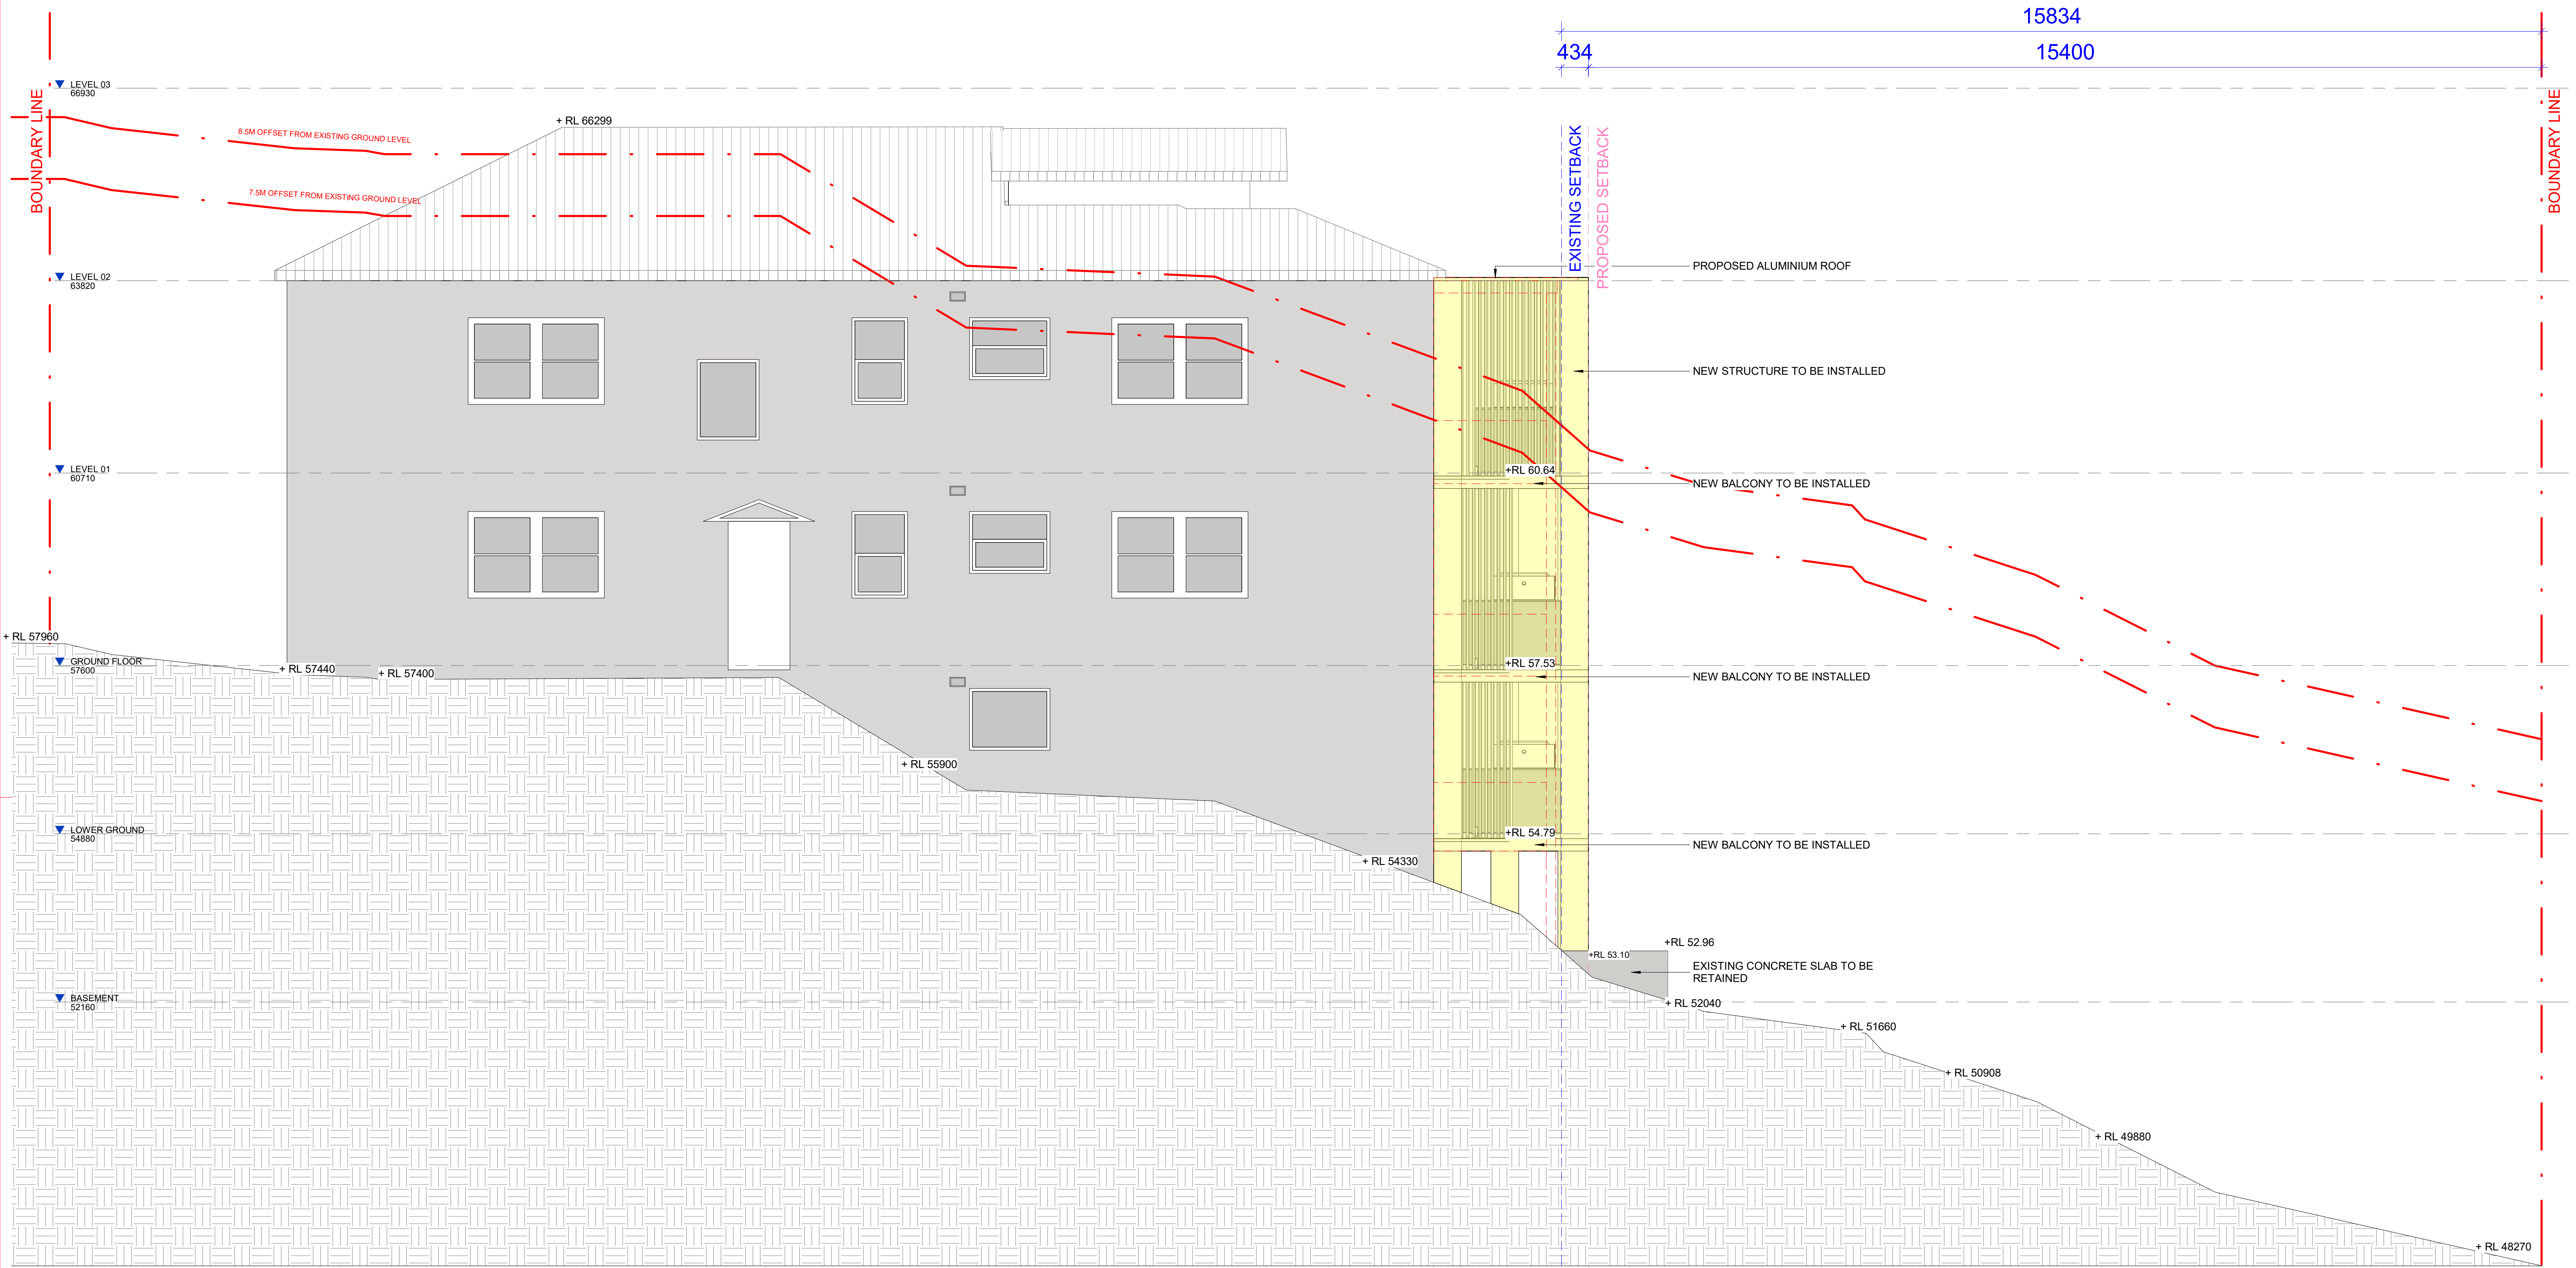 15834
434
15400
LEVEL 03
66930
BOUNDARY LINE
8.5M OFFSET FROM EXISTING GROUND LEVEL
+ RL 66299
7.5M OFFSET FROM EXISTING GROUND LEVEL
EXISTING SETBACK
PROPOSED SETBACK
BOUNDARY LINE
LEVEL 02
63820
PROPOSED ALUMINIUM ROOF
NEW STRUCTURE TO BE INSTALLED
LEVEL 01
60710
+RL 60.64
NEW BALCONY TO BE INSTALLED
+ RL 57960
GROUND FLOOR
57600
+ RL 57440
+ RL 57400
+RL 57.53
NEW BALCONY TO BE INSTALLED
+ RL 55900
LOWER GROUND
54880
+RL 54.79
NEW BALCONY TO BE INSTALLED
+ RL 54330
+RL 52.96
+RL 53.10
EXISTING CONCRETE SLAB TO BE
RETAINED
BASEMENT
52160
+ RL 52040
+ RL 51660
+ RL 50908
+ RL 49880
+ RL 48270